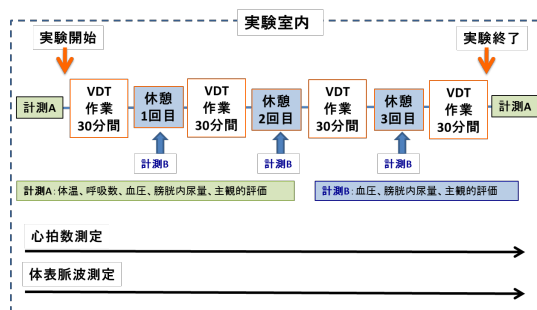 実験室内
実験開始
実験終了
計測A
VDT
作業
30分間
休憩
1回目
VDT
作業
30分間
休憩
2回目
VDT
作業
30分間
休憩
3回目
VDT
作業
30分間
計測A
計測B
計測B
計測B
計測A:体温、呼吸数、血圧、膀胱内尿量、主観的評価
計測B:血圧、膀胱内尿量、主観的評価
心拍数測定
体表脈波測定